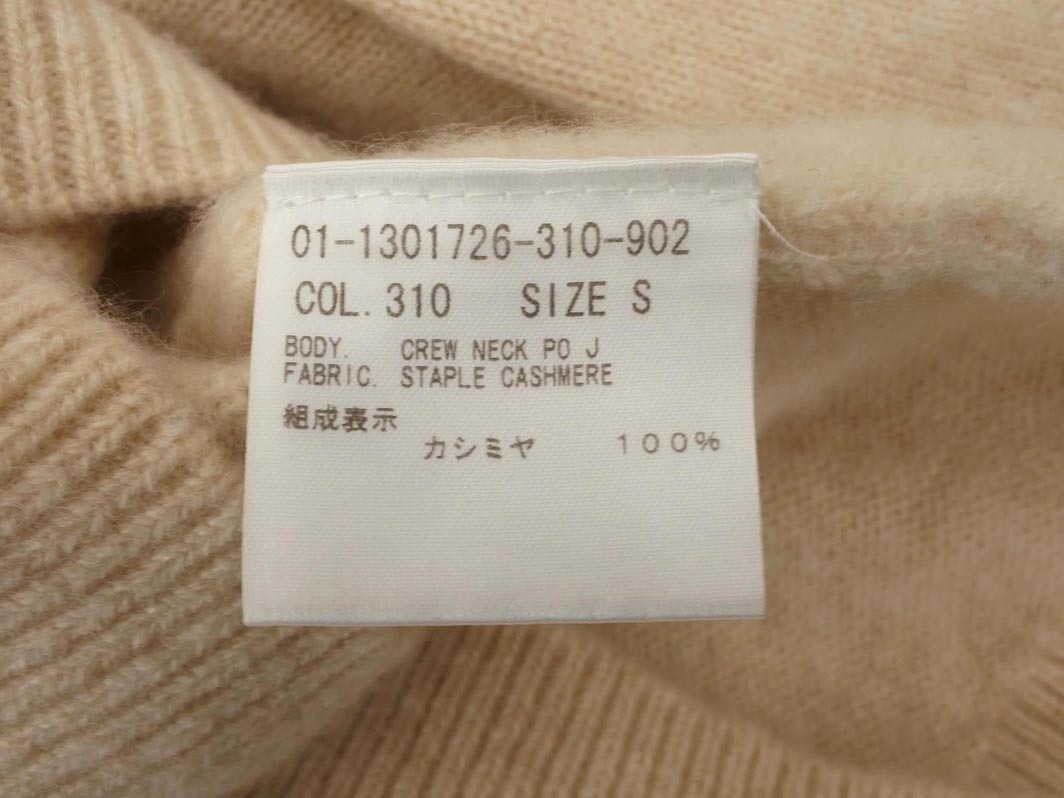 01-1301726-310-902
COL. 310 SIZE S
BODY. CREW NECK PO J
FABRIC. STAPLE CASHMERE
組成表示
カシミヤ 100%